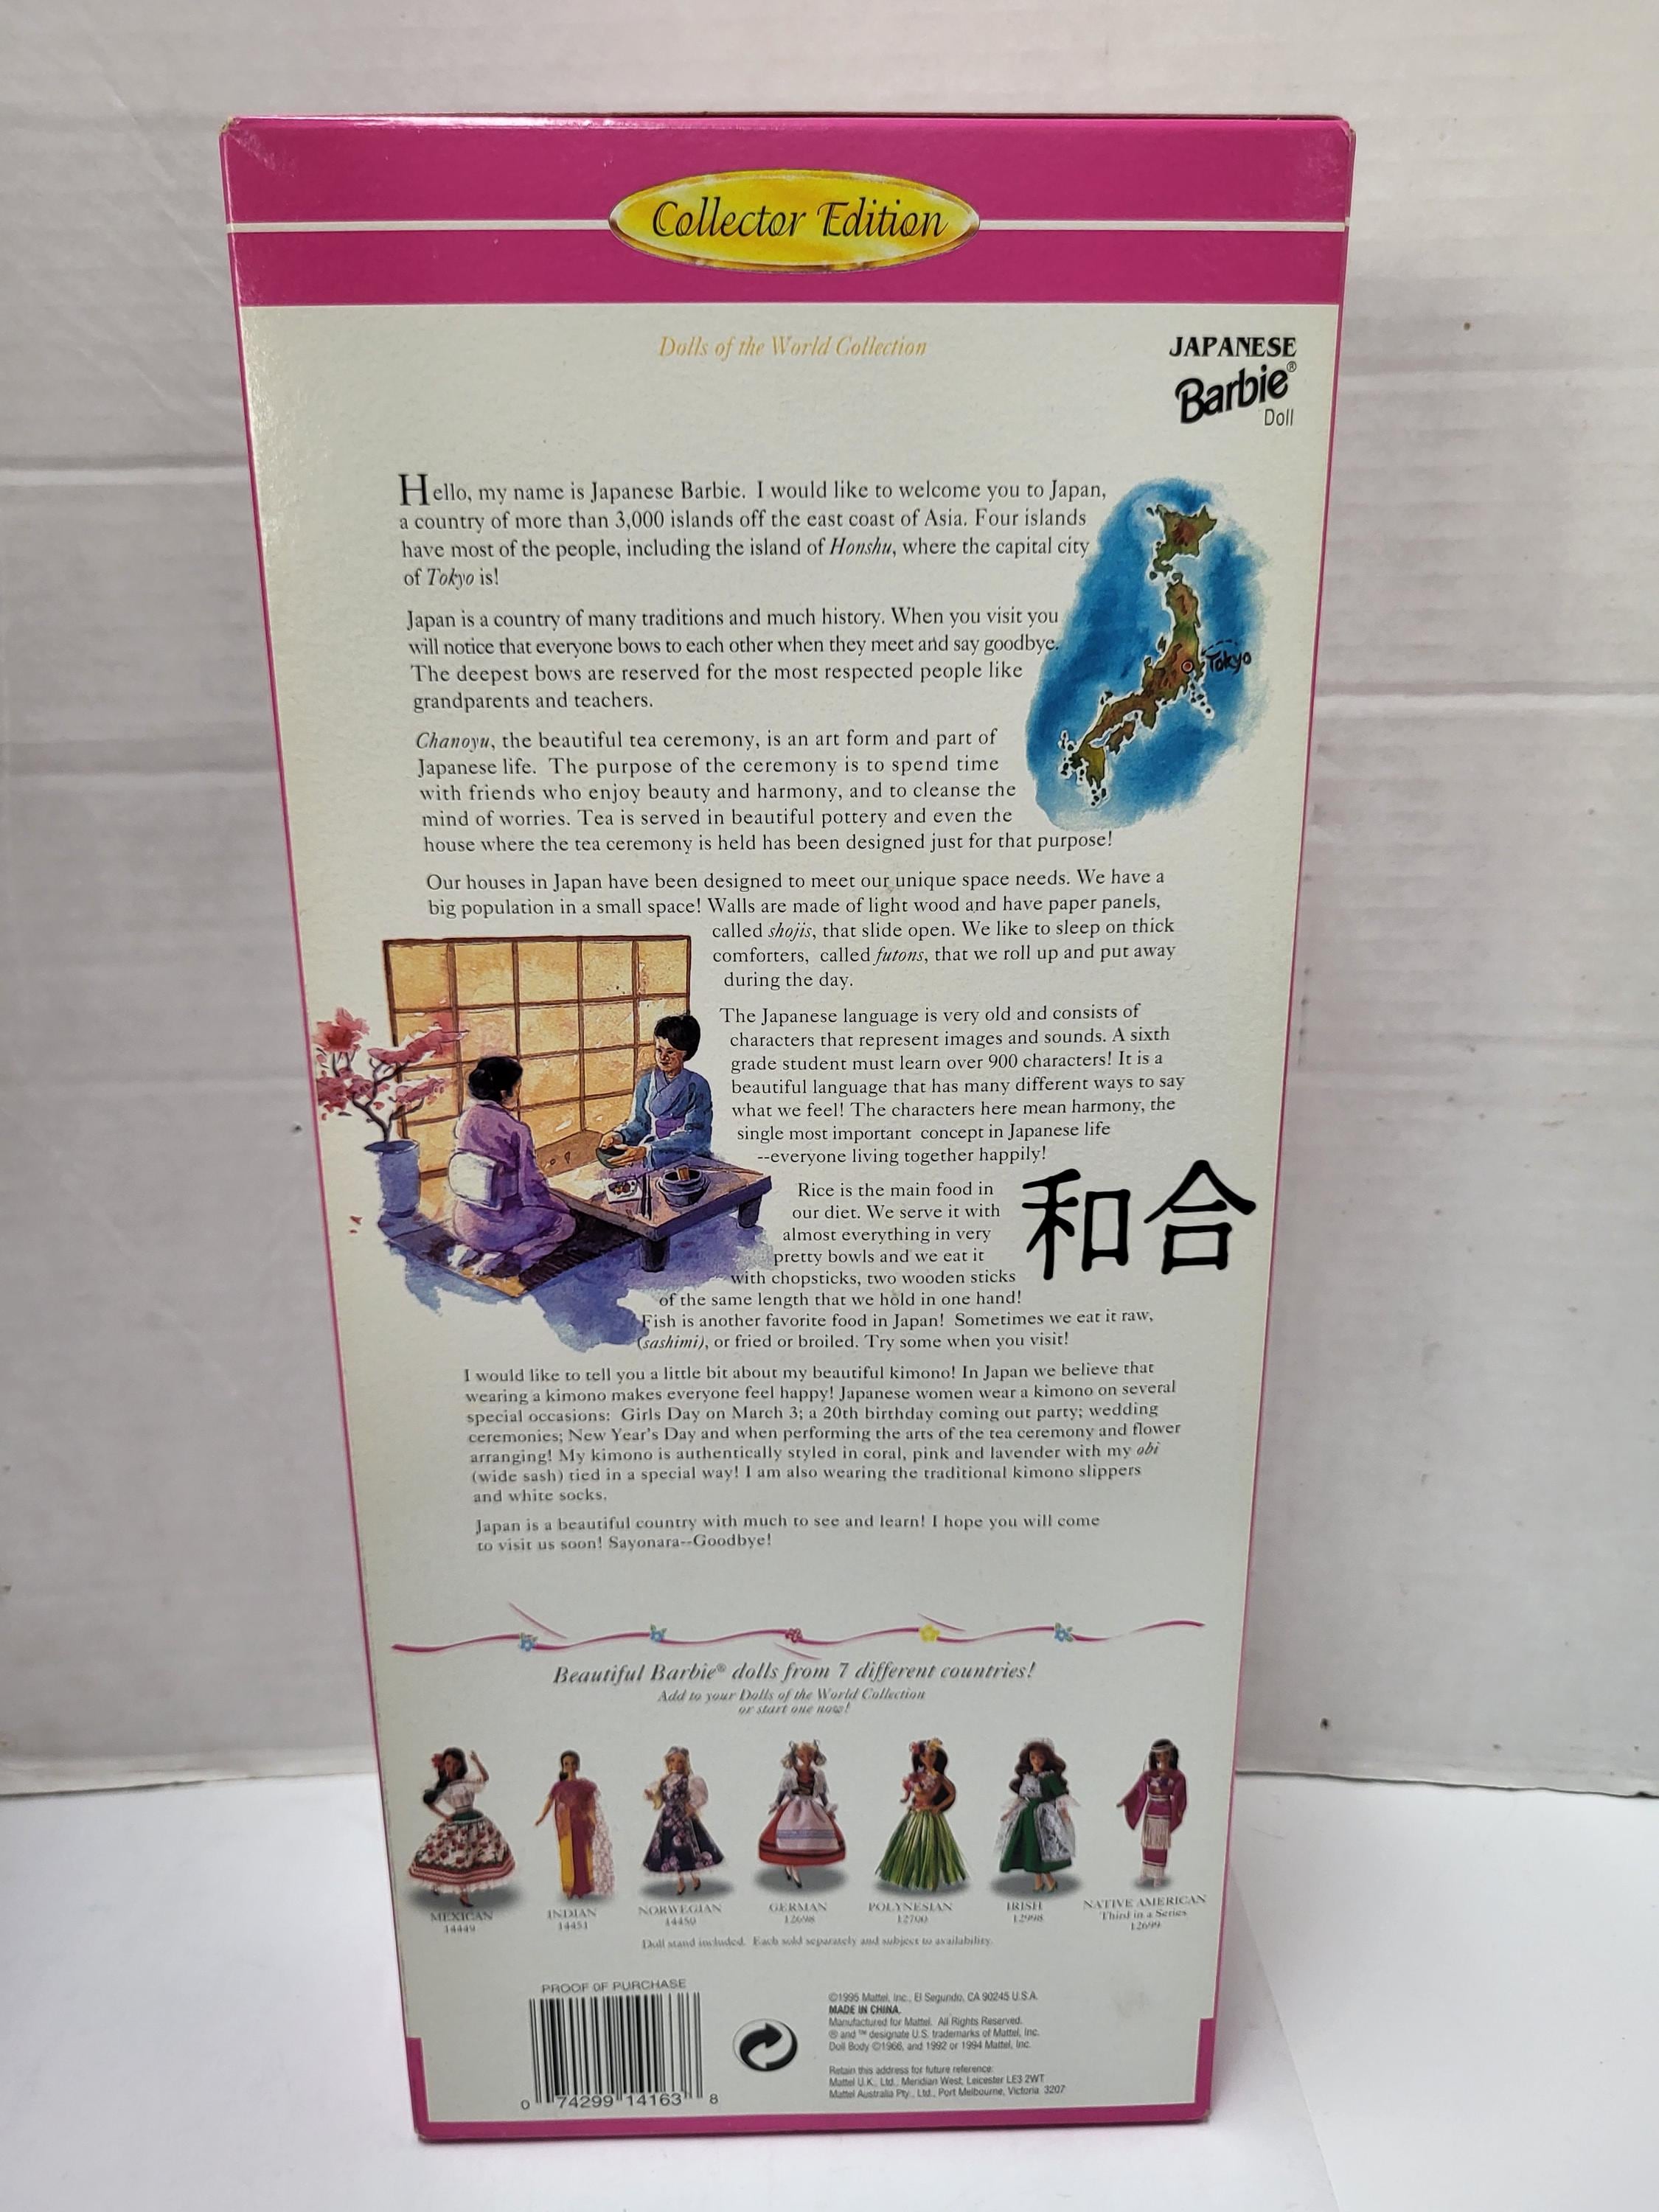 Collector Edition
Dolls of the World Collection
JAPANESE
Barbie®
Doll
Hello, my name is Japanese Barbie. I would like to welcome you to Japan,
a country of more than 3,000 islands off the east coast of Asia. Four islands
have most of the people, including the island of Honshu, where the capital city
of Tokyo is!
Japan is a country of many traditions and much history. When you visit you
will notice that everyone bows to each other when they meet and say goodbye.
The deepest bows are reserved for the most respected people like
grandparents and teachers.
Tokyo
Chanoyu, the beautiful tea ceremony, is an art form and part of
Japanese life. The purpose of the ceremony is to spend time
with friends who enjoy beauty and harmony, and to cleanse the
mind of worries. Tea is served in beautiful pottery and even the
house where the tea ceremony is held has been designed just for that purpose!
Our houses in Japan have been designed to meet our unique space needs. We have a
big population in a small space! Walls are made of light wood and have paper panels,
called shojis, that slide open. We like to sleep on thick
comforters, called futons, that we roll up and put away
during the day.
The Japanese language is very old and consists of
characters that represent images and sounds. A sixth
grade student must learn over 900 characters! It is a
beautiful language that has many different ways to say
what we feel! The characters here mean harmony, the
single most important concept in Japanese life
--everyone living together happily!
和合
Rice is the main food in
our diet. We serve it with
almost everything in very
pretty bowls and we eat it
with chopsticks, two wooden sticks
of the same length that we hold in one hand!
Fish is another favorite food in Japan! Sometimes we eat it raw,
(sashimi), or fried or broiled. Try some when you visit!
I would like to tell you a little bit about my beautiful kimono! In Japan we believe that
wearing a kimono makes everyone feel happy! Japanese women wear a kimono on several
special occasions: Girls Day on March 3; a 20th birthday coming out party; wedding
ceremonies; New Year's Day and when performing the arts of the tea ceremony and flower
arranging! My kimono is authentically styled in coral, pink and lavender with my obi
(wide sash) tied in a special way! I am also wearing the traditional kimono slippers
and white socks.
Japan is a beautiful country with much to see and learn! I hope you will come
to visit us soon! Sayonara--Goodbye!
Beautiful Barbie® dolls from 7 different countries!
Add to your Dolls of the World Collection
or start one now!
MEXICAN
14449
INDIAN
14451
NORWEGIAN
14450
GERMAN
12698
POLYNESIAN
12700
IRISH
12998
NATIVE AMERICAN
Third in a Series
12699
Doll stand included. Each sold separately and subject to availability.
PROOF OF PURCHASE
0 74299 14163 8
©1995 Mattel, Inc., El Segundo, CA 90245 U.S.A.
MADE IN CHINA.
Manufactured for Mattel. All Rights Reserved.
® and ™ designate U.S. trademarks of Mattel, Inc.
Doll Body ©1966, and 1992 or 1994 Mattel, Inc.
Retain this address for future reference:
Mattel U.K., Ltd., Meridian West, Leicester LE3 2WT
Mattel Australia Pty., Ltd., Port Melbourne, Victoria 3207